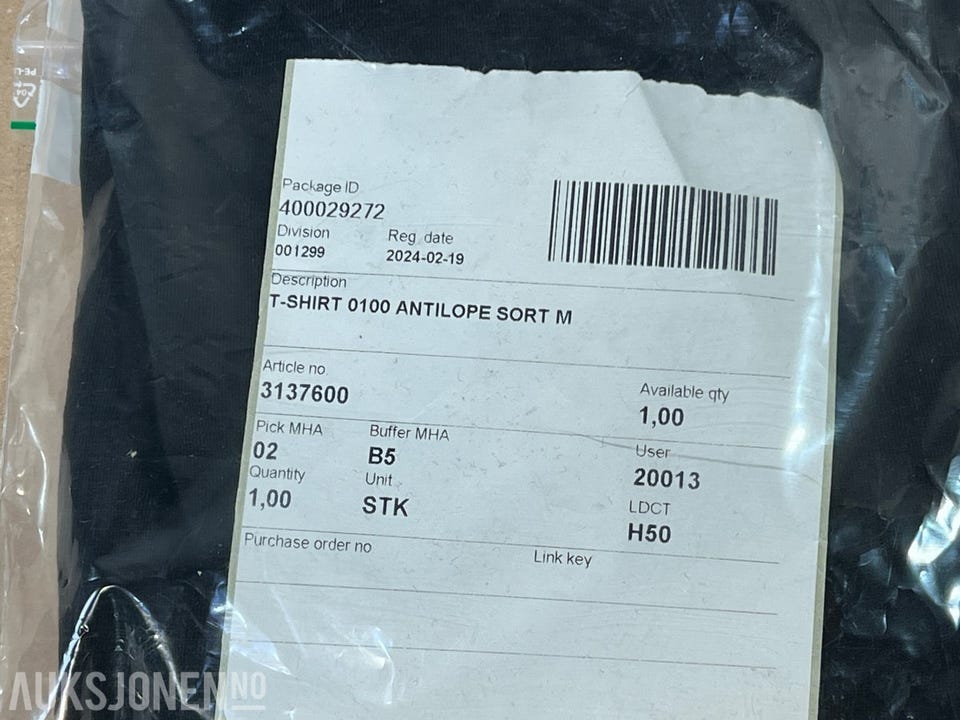 Package ID
400029272
Division Reg. date
001299 2024-02-19
Description
T-SHIRT 0100 ANTILOPE SORT M
Article no. Available qty
3137600 1,00
Pick MHA Buffer MHA User
02 B5 20013
Quantity Unit LDCT
1,00 STK H50
Purchase order no Link key
AUKSJONEN NO